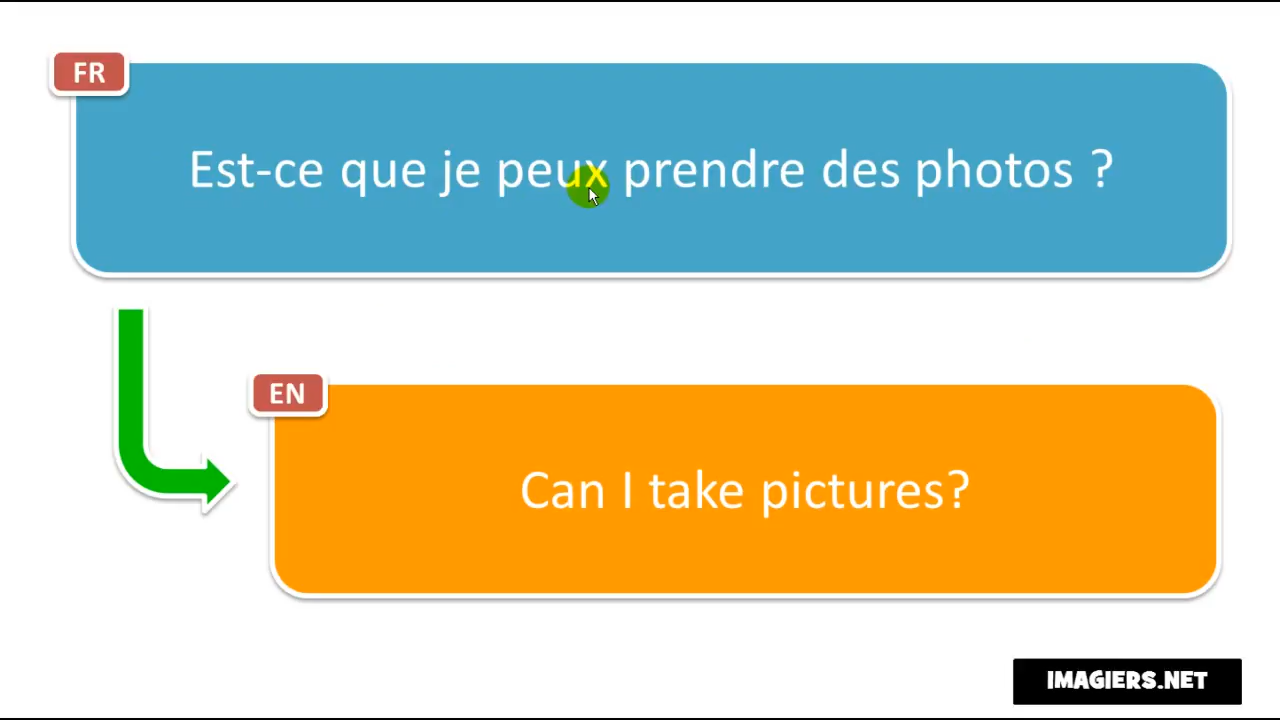 FR
Est-ce que je peux prendre des photos ?
EN
Can I take pictures?
IMAGIERS.NET